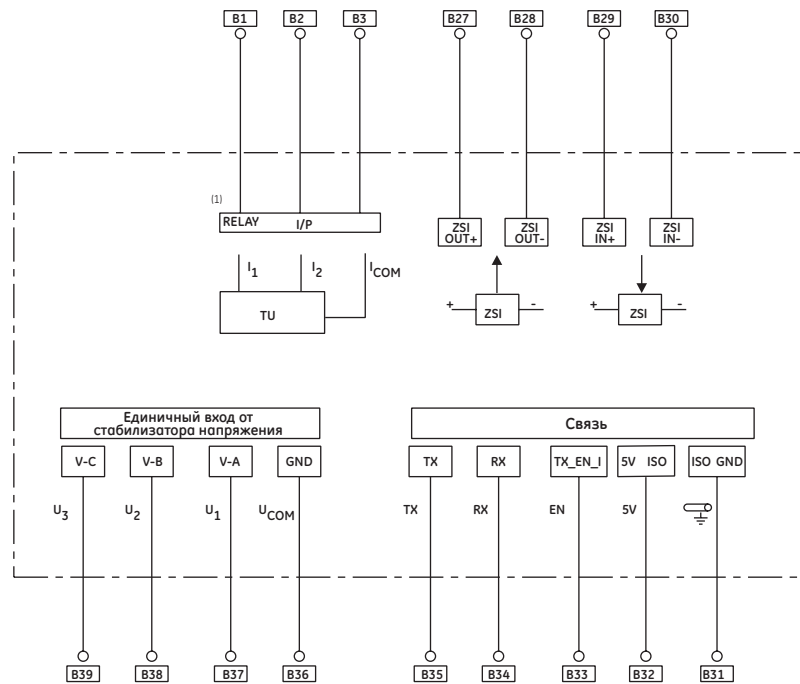 B1 B2 B3 B27 B28 B29 B30
(1)
RELAY I/P
ZSI OUT+
ZSI OUT-
ZSI IN+
ZSI IN-
I1 I2 ICOM
TU
+ ZSI -
+ ZSI -
Единичный вход от
стабилизатора напряжения
Связь
V-C V-B V-A GND
TX RX TX_EN_I 5V ISO ISO GND
U3 U2 U1 UCOM
TX RX EN 5V
B39 B38 B37 B36 B35 B34 B33 B32 B31